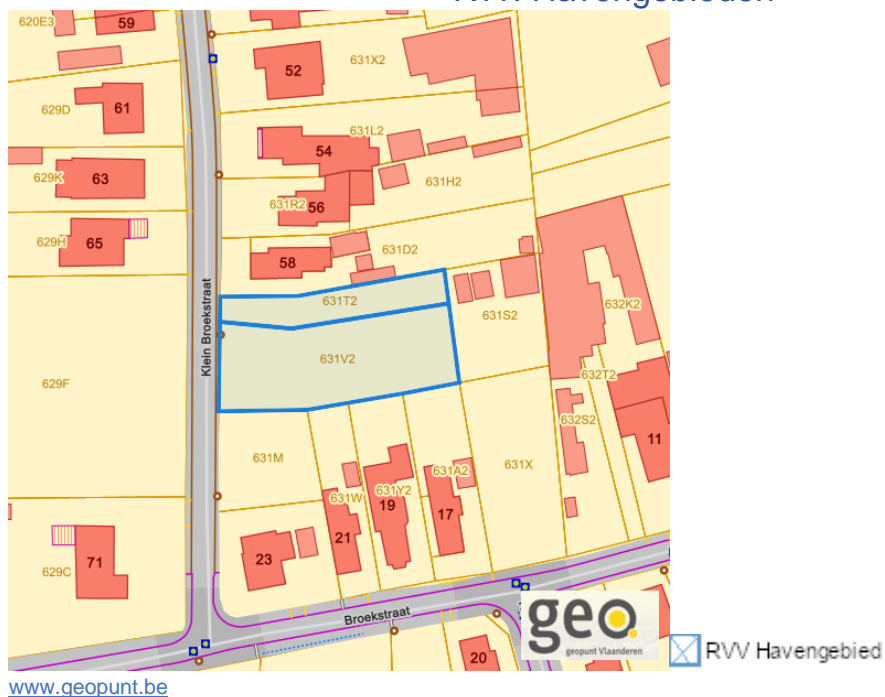 RVV Havengebieden
620E3
59
52
631X2
629D
61
631L2
54
629K
63
631H2
631R2
56
629H
65
631D2
58
631T2
631S2
632K2
Klein Broekstraat
631V2
629F
632T2
632S2
11
631M
631W
631Y2
631A2
631X
19
17
21
23
71
629C
Broekstraat
20
geo.
geopunt Vlaanderen
RVV Havengebied
www.geopunt.be